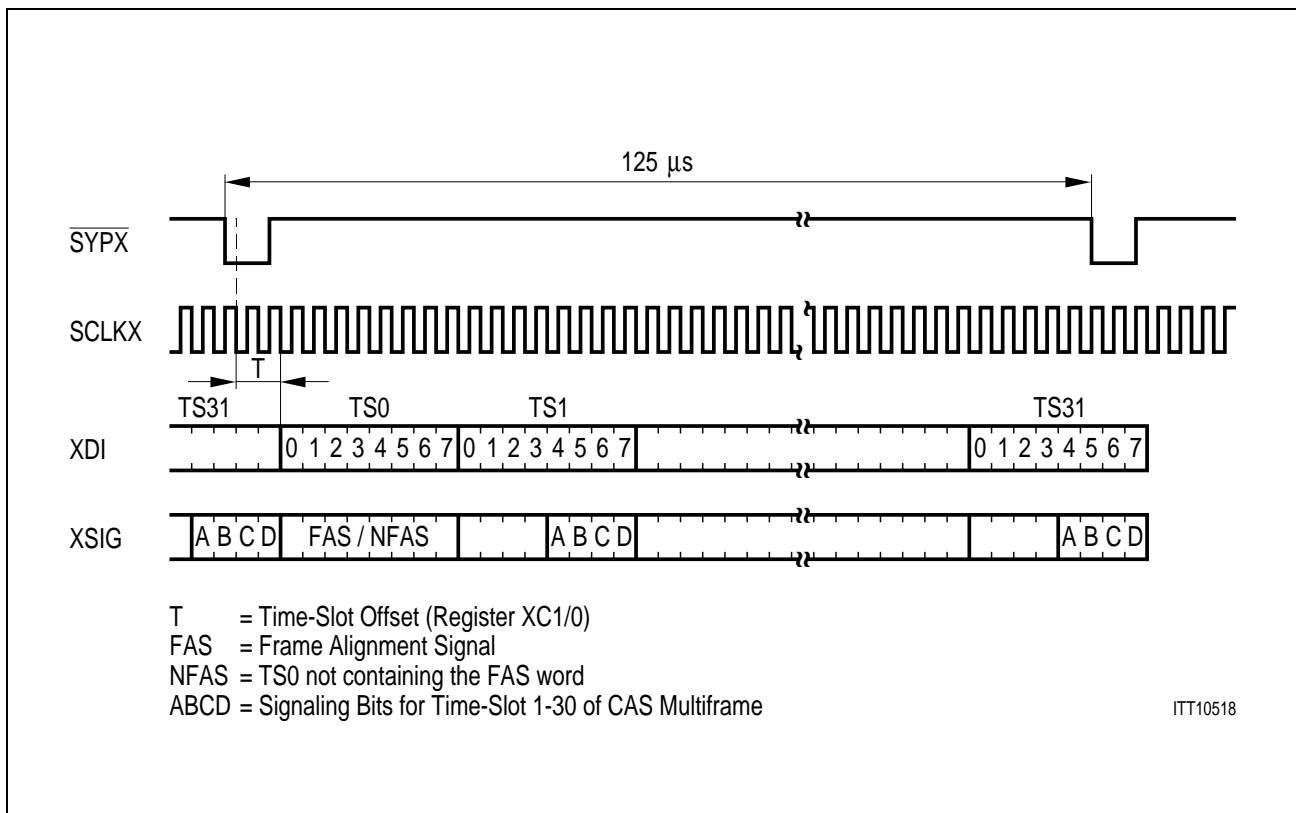 125 μs
SYPX
SCLKX
T
TS31 TS0 TS1 TS31
XDI 0 1 2 3 4 5 6 7 0 1 2 3 4 5 6 7 0 1 2 3 4 5 6 7
XSIG A B C D FAS / NFAS A B C D A B C D
T = Time-Slot Offset (Register XC1/0)
FAS = Frame Alignment Signal
NFAS = TS0 not containing the FAS word
ABCD = Signaling Bits for Time-Slot 1-30 of CAS Multiframe
ITT10518